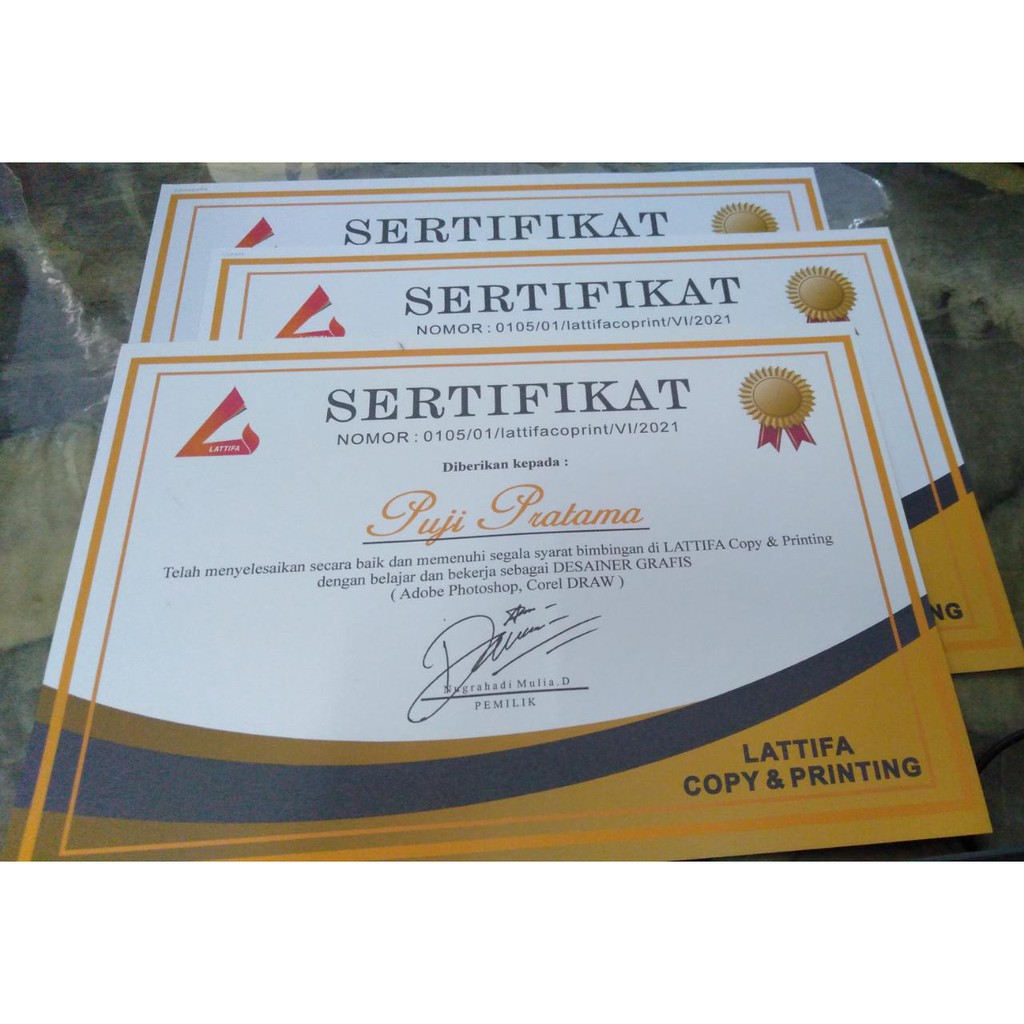 SERTIFIKAT
SERTIFIKAT
NOMOR : 0105/01/lattifacoprint/VI/2021
NG
LATTIFA
SERTIFIKAT
NOMOR : 0105/01/lattifacoprint/VI/2021
Diberikan kepada :
Puji Pratama
Telah menyelesaikan secara baik dan memenuhi segala syarat bimbingan di LATTIFA Copy & Printing
dengan belajar dan bekerja sebagai DESAINER GRAFIS
( Adobe Photoshop, Corel DRAW )
Nugrahadi Mulia.D
PEMILIK
LATTIFA
COPY & PRINTING